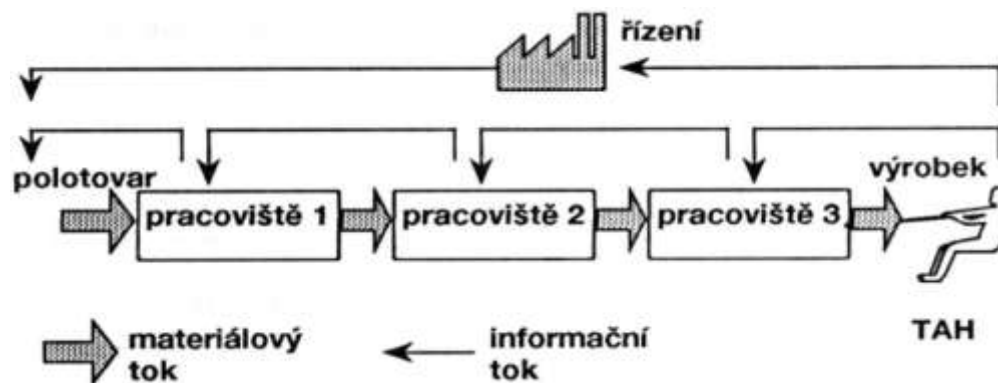 řízení
polotovar
výrobek
pracoviště 1
pracoviště 2
pracoviště 3
materiálový
tok
informační
tok
TAH